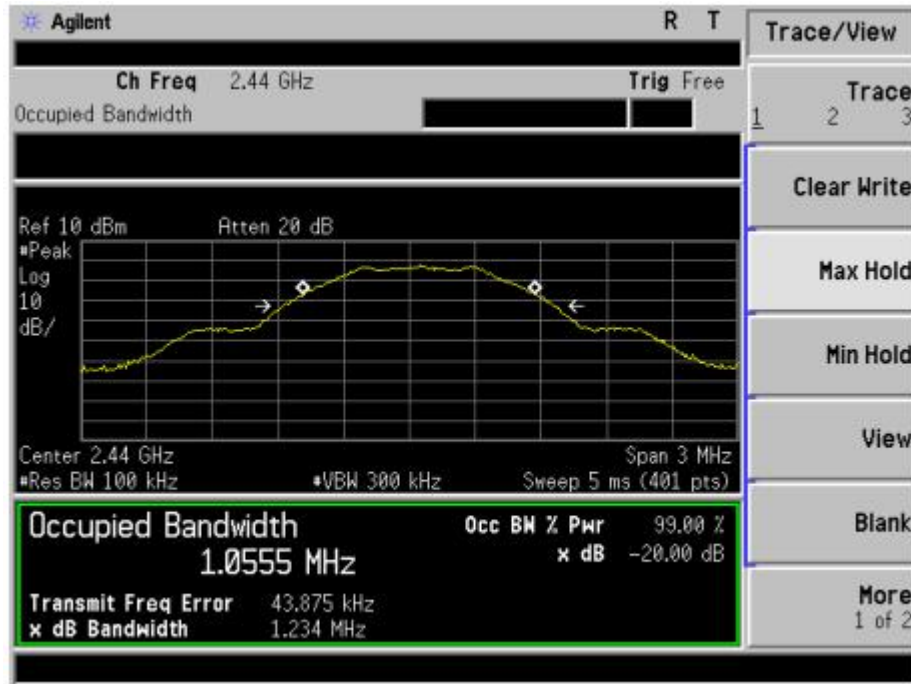 Agilent R T
Ch Freq 2.44 GHz Trig Free
Occupied Bandwidth
Ref 10 dBm Atten 20 dB
#Peak
Log
10
dB/
Center 2.44 GHz Span 3 MHz
#Res BW 100 kHz #VBW 300 kHz Sweep 5 ms (401 pts)
Occupied Bandwidth
1.0555 MHz
Occ BW % Pwr 99.00 %
x dB -20.00 dB
Transmit Freq Error 43.875 kHz
x dB Bandwidth 1.234 MHz
Trace/View
Trace
1 2 3
Clear Write
Max Hold
Min Hold
View
Blank
More
1 of 2